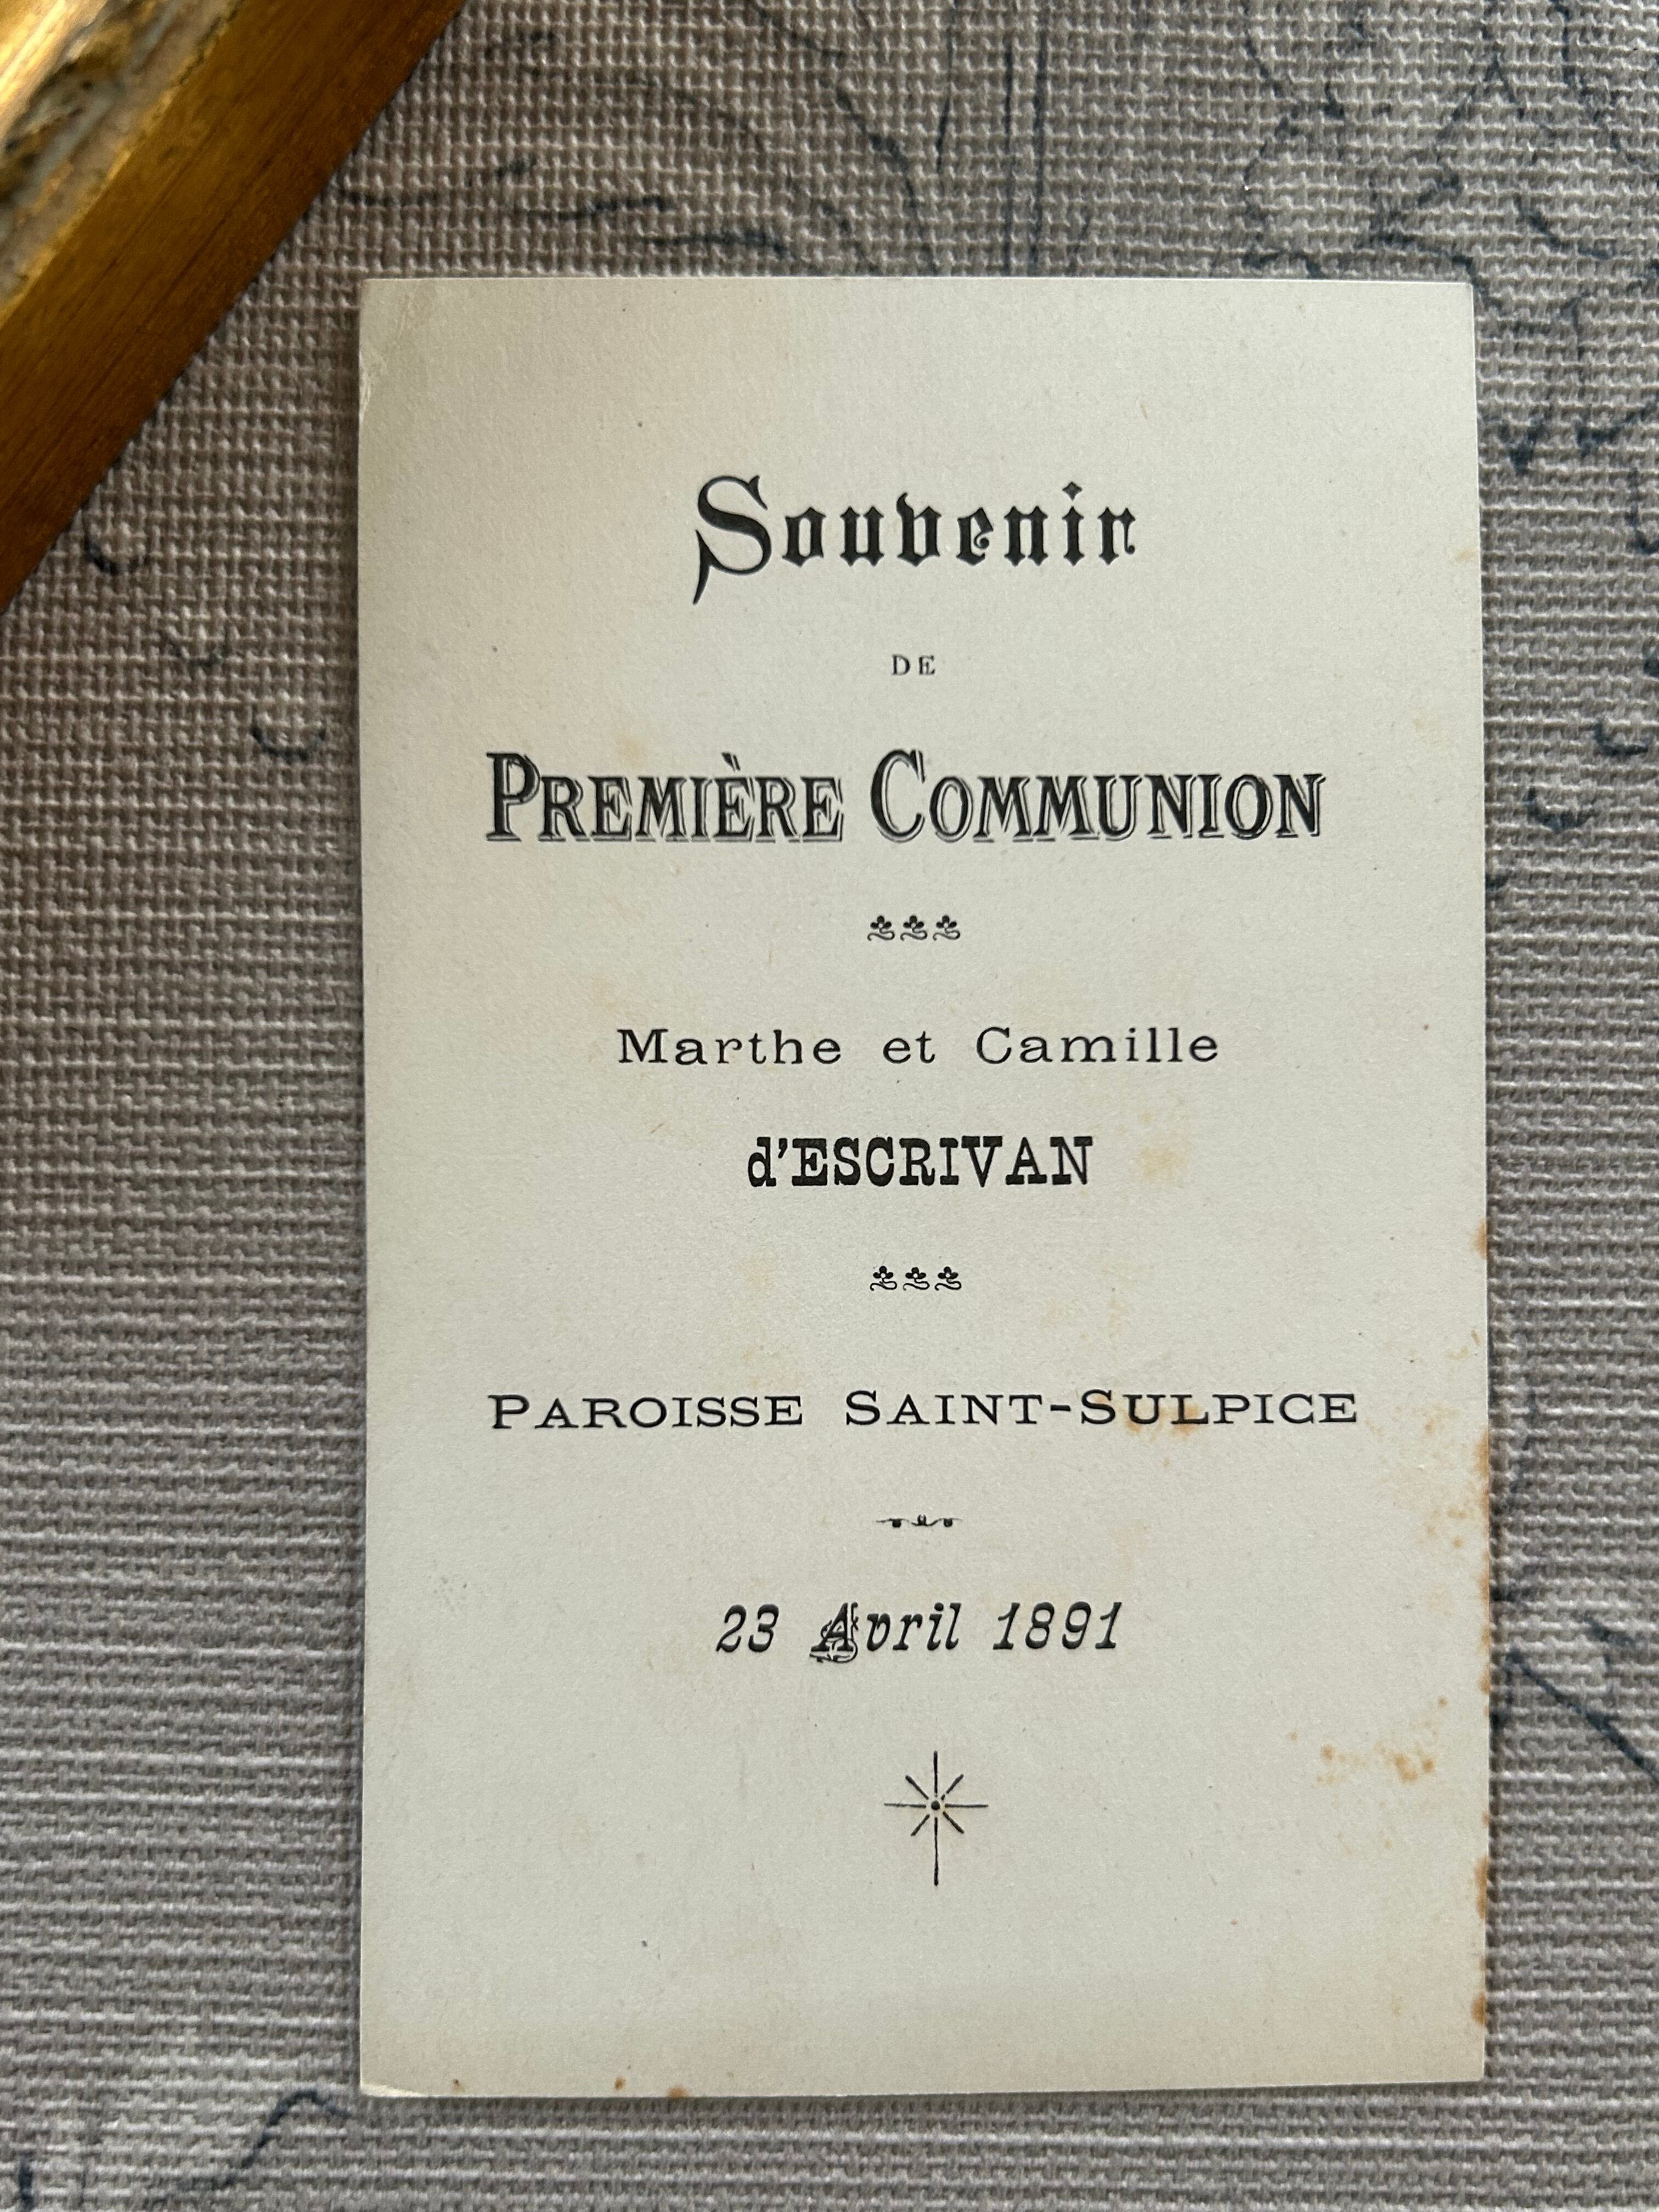 Souvenir
DE
PREMIÈRE COMMUNION
Marthe et Camille
d'ESCRIVAN
PAROISSE SAINT-SULPICE
23 Avril 1891